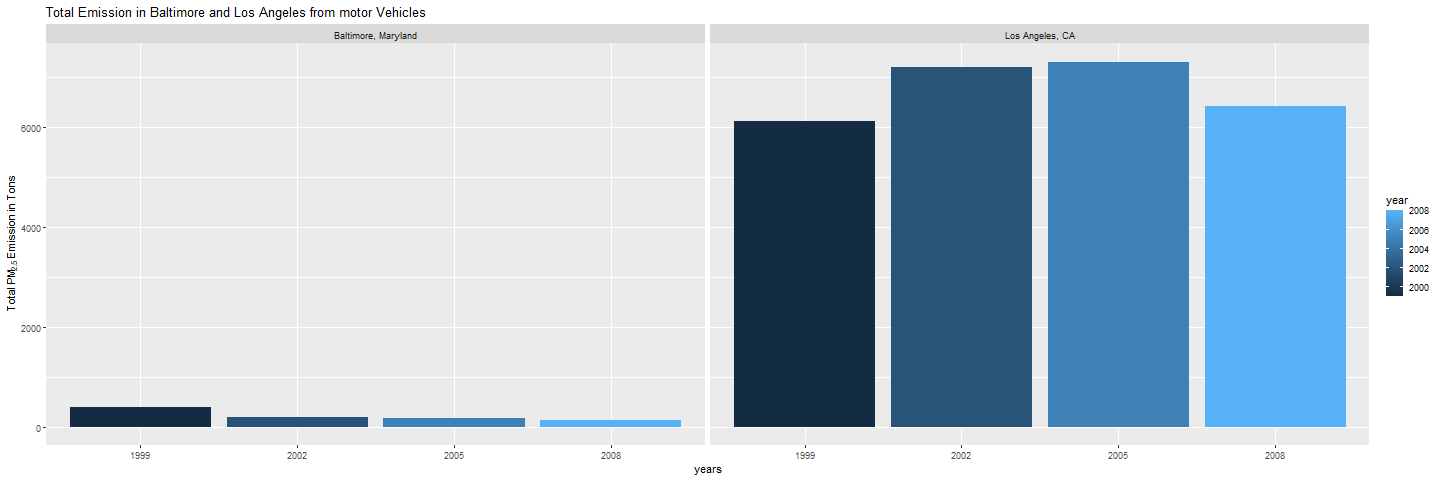 Total Emission in Baltimore and Los Angeles from motor Vehicles
Baltimore, Maryland
Los Angeles, CA
Total PM2.5 Emission in Tons
6000
4000
2000
0
1999
2002
2005
2008
1999
2002
2005
2008
years
year
2008
2006
2004
2002
2000